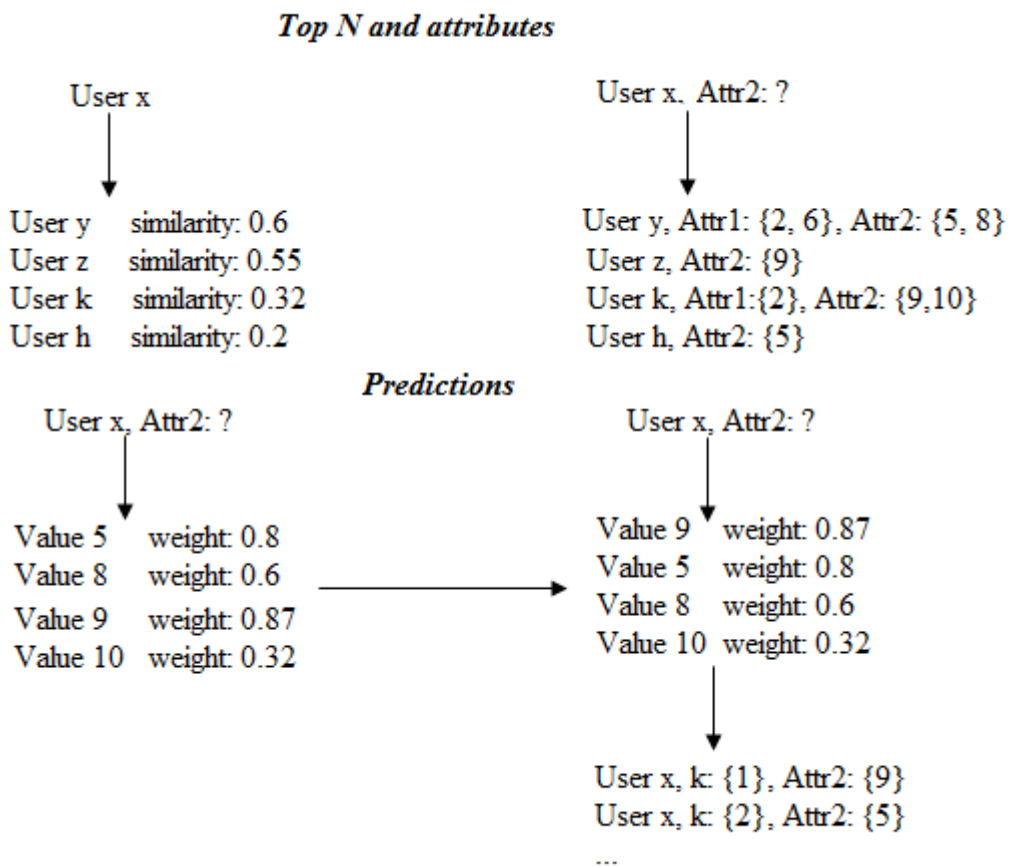 Top N and attributes
User x
User y similarity: 0.6
User z similarity: 0.55
User k similarity: 0.32
User h similarity: 0.2
User x, Attr2: ?
User y, Attr1: {2, 6}, Attr2: {5, 8}
User z, Attr2: {9}
User k, Attr1:{2}, Attr2: {9,10}
User h, Attr2: {5}
Predictions
User x, Attr2: ?
Value 5 weight: 0.8
Value 8 weight: 0.6
Value 9 weight: 0.87
Value 10 weight: 0.32
User x, Attr2: ?
Value 9 weight: 0.87
Value 5 weight: 0.8
Value 8 weight: 0.6
Value 10 weight: 0.32
User x, k: {1}, Attr2: {9}
User x, k: {2}, Attr2: {5}
...